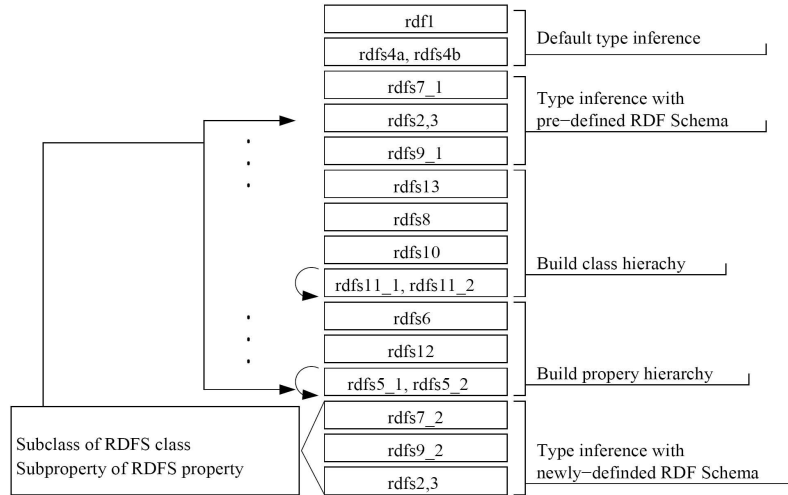 rdf1
rdfs4a, rdfs4b
Default type inference
rdfs7_1
rdfs2,3
rdfs9_1
Type inference with
pre−defined RDF Schema
rdfs13
rdfs8
rdfs10
rdfs11_1, rdfs11_2
Build class hierachy
rdfs6
rdfs12
rdfs5_1, rdfs5_2
Build propery hierarchy
rdfs7_2
rdfs9_2
rdfs2,3
Type inference with
newly−definded RDF Schema
Subclass of RDFS class
Subproperty of RDFS property